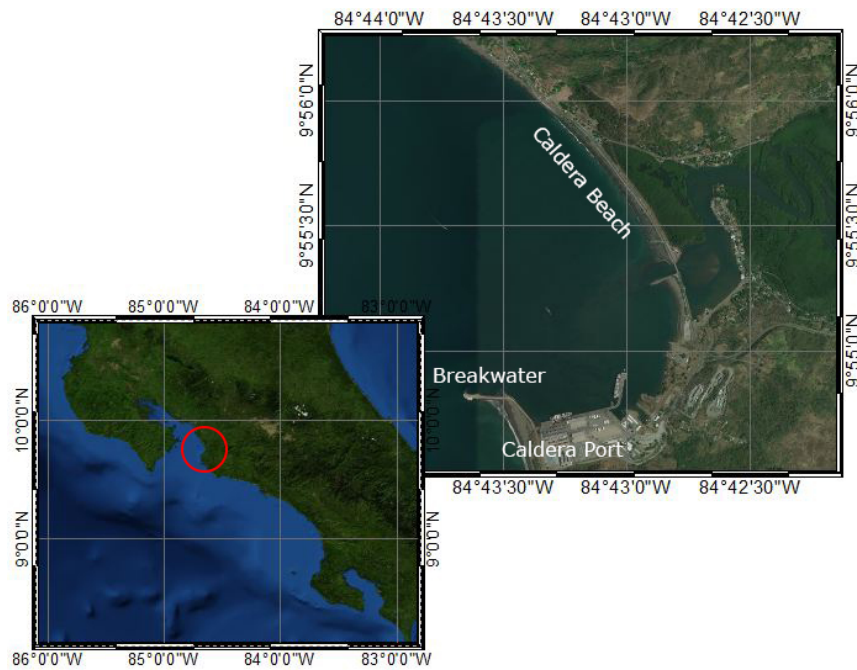 84°44'0"W 84°43'30"W 84°43'0"W 84°42'30"W
9°56'0"N
9°56'0"N
Caldera Beach
9°55'30"N
9°55'30"N
86°0'0"W 85°0'0"W 84°0'0"W 83°0'0"W
9°55'0"N
Breakwater
10°0'0"N
10°0'0"N
Caldera Port
84°43'30"W 84°43'0"W 84°42'30"W
9°0'0"N
9°0'0"N
86°0'0"W 85°0'0"W 84°0'0"W 83°0'0"W